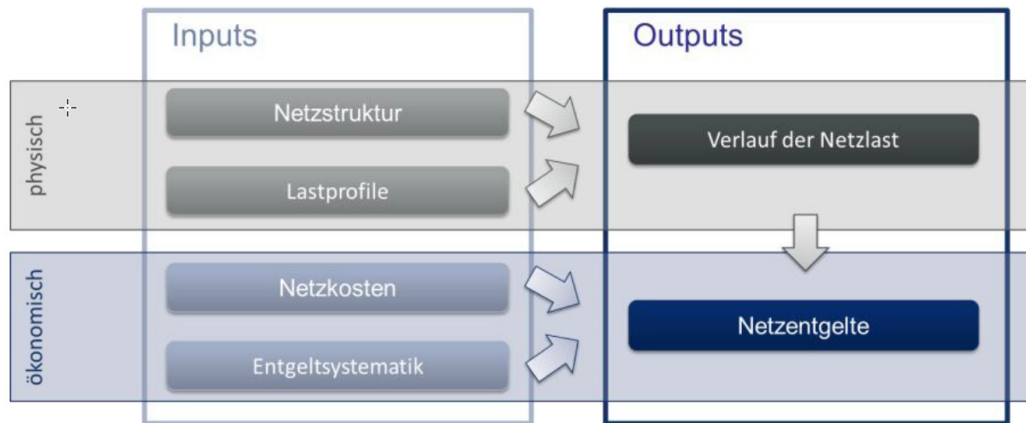 Inputs
Outputs
physisch
Netzstruktur
Lastprofile
Verlauf der Netzlast
ökonomisch
Netzkosten
Entgeltsystematik
Netzentgelte